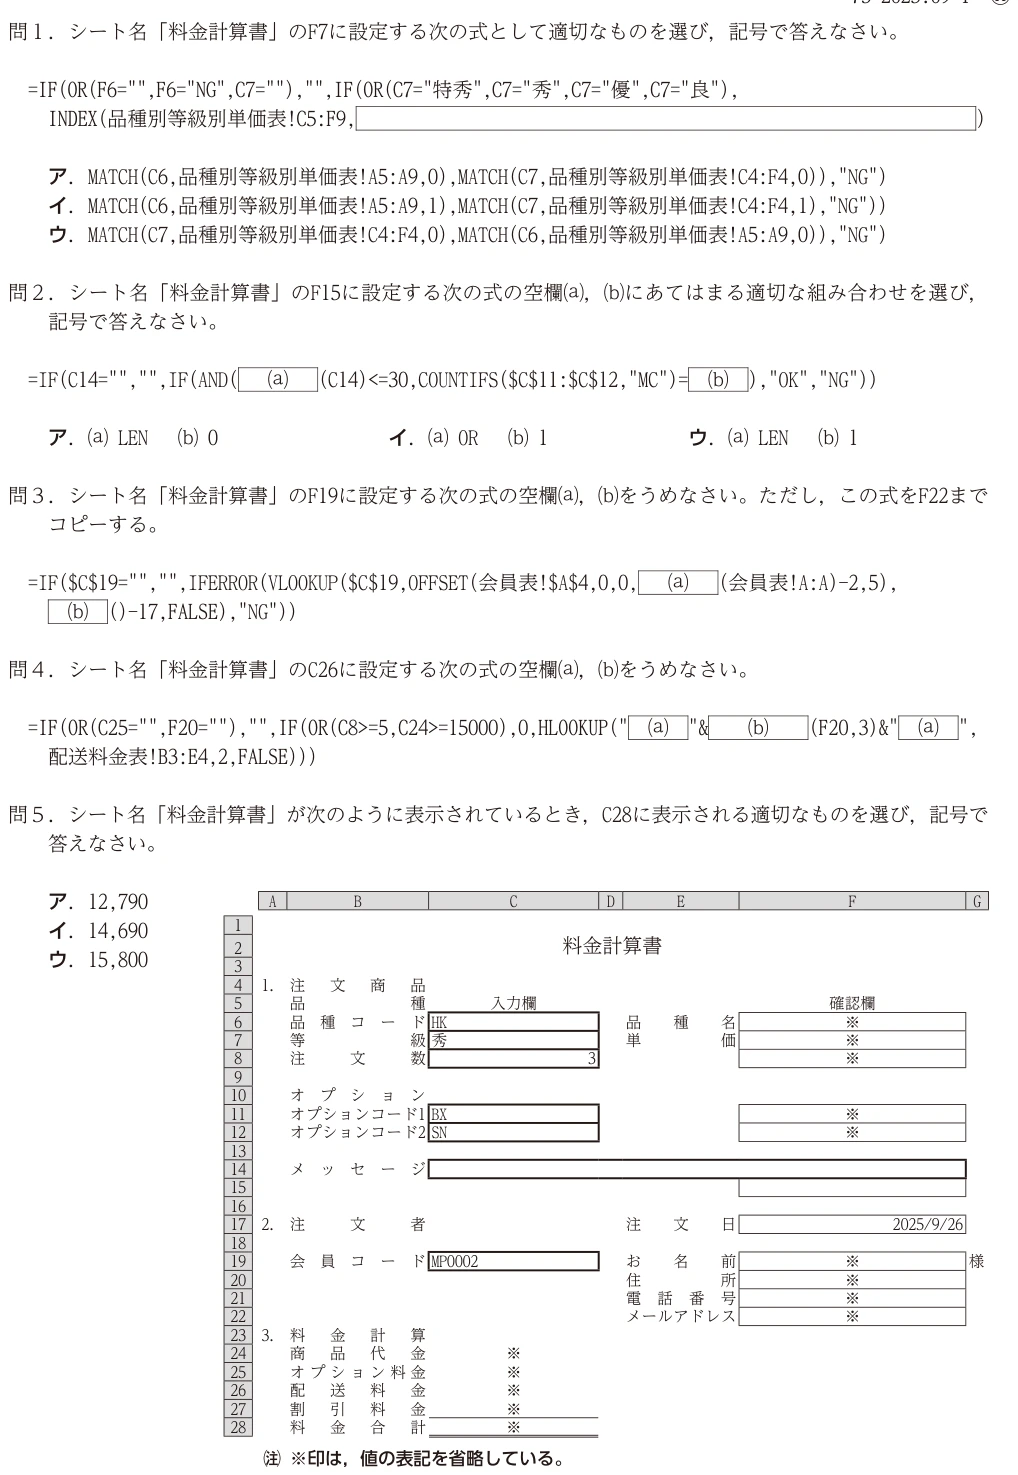 問１．シート名「料金計算書」のF7に設定する次の式として適切なものを選び，記号で答えなさい。
=IF(OR(F6="",F6="NG",C7=""),"",IF(OR(C7="特秀",C7="秀",C7="優",C7="良"),
INDEX(品種別等級別単価表!C5:F9, )
ア．MATCH(C6,品種別等級別単価表!A5:A9,0),MATCH(C7,品種別等級別単価表!C4:F4,0)),"NG")
イ．MATCH(C6,品種別等級別単価表!A5:A9,1),MATCH(C7,品種別等級別単価表!C4:F4,1),"NG"))
ウ．MATCH(C7,品種別等級別単価表!C4:F4,0),MATCH(C6,品種別等級別単価表!A5:A9,0)),"NG")
問２．シート名「料金計算書」のF15に設定する次の式の空欄(a)，(b)にあてはまる適切な組み合わせを選び，
記号で答えなさい。
=IF(C14="","",IF(AND( (a) (C14)<=30,COUNTIFS($C$11:$C$12,"MC")= (b) ),"OK","NG"))
ア．(a) LEN (b) 0 イ．(a) OR (b) 1 ウ．(a) LEN (b) 1
問３．シート名「料金計算書」のF19に設定する次の式の空欄(a)，(b)をうめなさい。ただし，この式をF22まで
コピーする。
=IF($C$19="","",IFERROR(VLOOKUP($C$19,OFFSET(会員表!$A$4,0,0, (a) (会員表!A:A)-2,5),
(b) ()-17,FALSE),"NG"))
問４．シート名「料金計算書」のC26に設定する次の式の空欄(a)，(b)をうめなさい。
=IF(OR(C25="",F20=""),"",IF(OR(C8>=5,C24>=15000),0,HLOOKUP(" (a) "& (b) (F20,3)&" (a) ",
配送料金表!B3:E4,2,FALSE)))
問５．シート名「料金計算書」が次のように表示されているとき，C28に表示される適切なものを選び，記号で
答えなさい。
ア．12,790
イ．14,690
ウ．15,800
A B C D E F G
1
2 料金計算書
3
4 1. 注文商品
5 品種 入力欄 確認欄
6 品種コード HK 品種名 ※
7 等級 秀 単価 ※
8 注文数 3 ※
9
10 オプション
11 オプションコード1 BX ※
12 オプションコード2 SN ※
13
14 メッセージ
15
16
17 2. 注文者 注文日 2025/9/26
18
19 会員コード MP0002 お名前 ※ 様
20 住所 ※
21 電話番号 ※
22 メールアドレス ※
23 3. 料金計算
24 商品代金 ※
25 オプション料金 ※
26 配送料金 ※
27 割引料金 ※
28 料金合計 ※
(注) ※印は，値の表記を省略している。